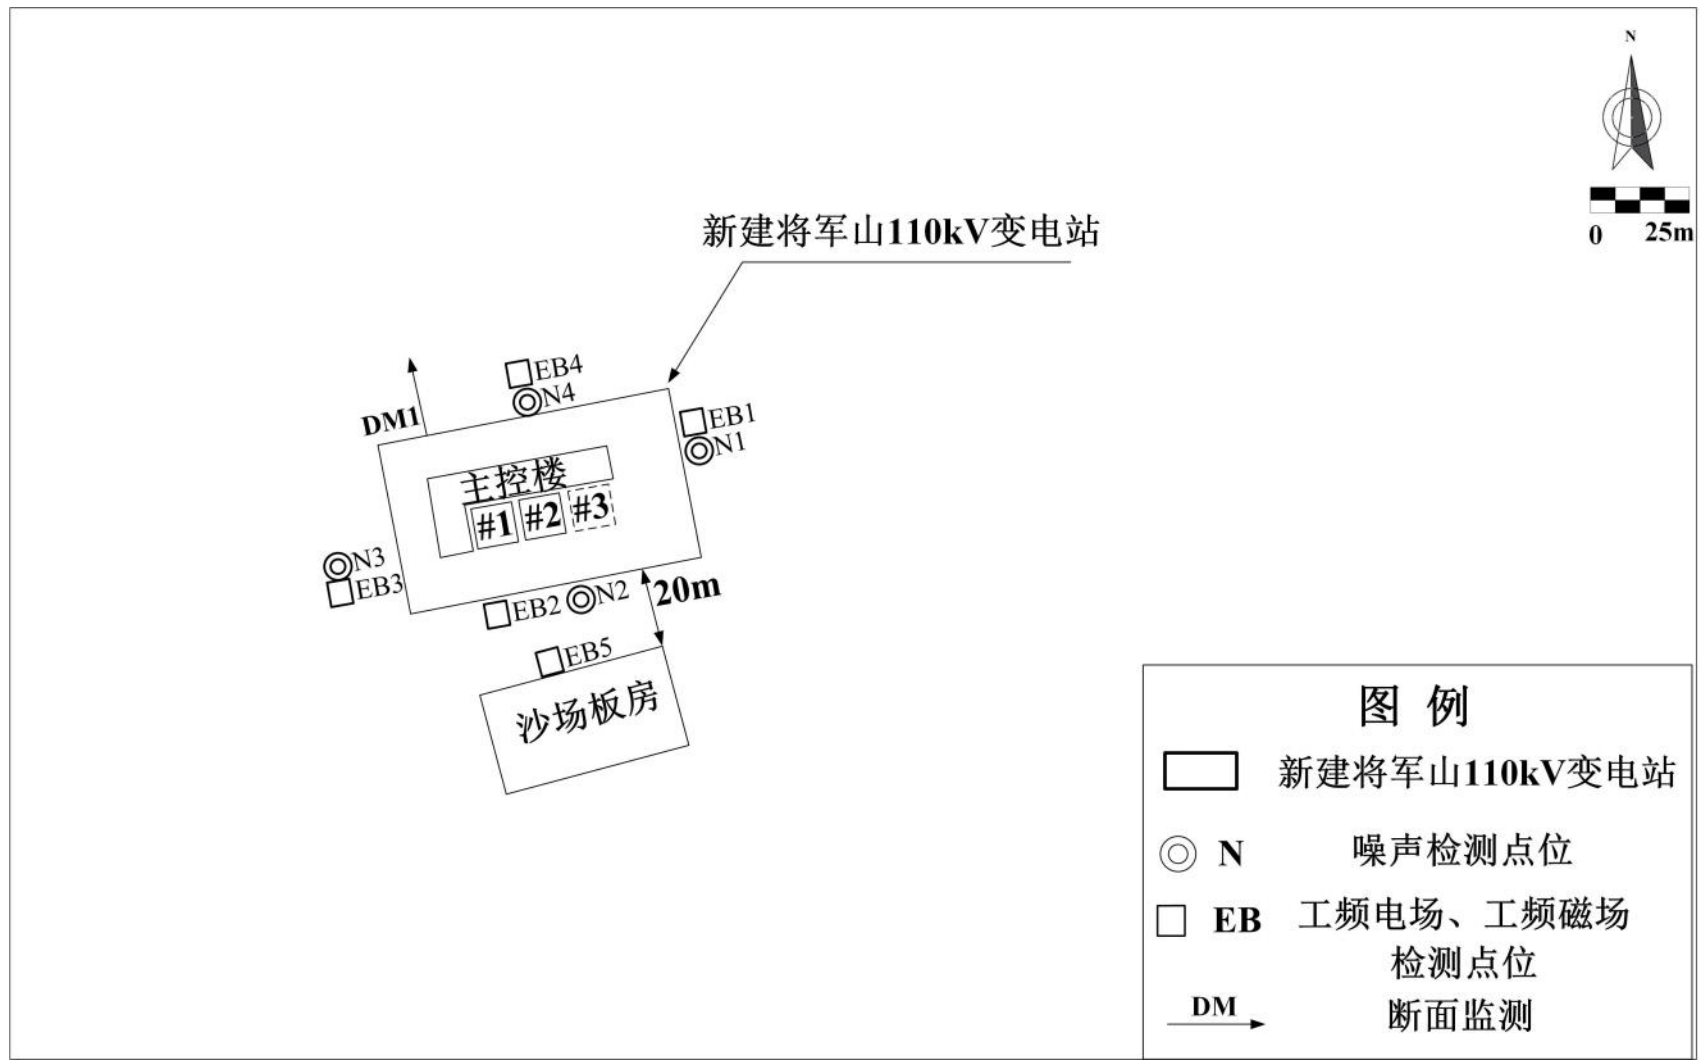 N
0 25m
新建将军山110kV变电站
EB4
N4
DM1
EB1
N1
主控楼
#1 #2 #3
N3
EB3
EB2 N2
20m
EB5
沙场板房
图 例
新建将军山110kV变电站
N 噪声检测点位
EB 工频电场、工频磁场
检测点位
DM 断面监测